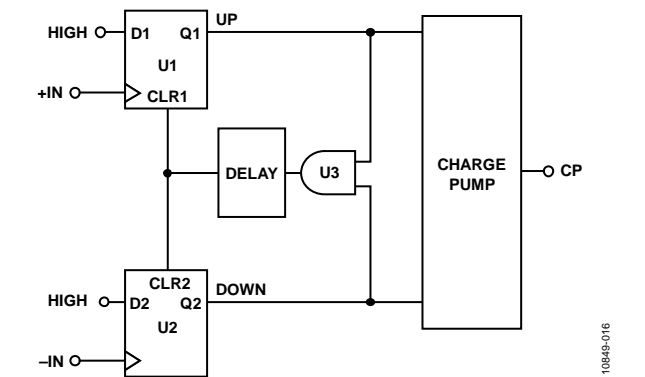 UP
HIGH
D1
Q1
U1
+IN
CLR1
DELAY
U3
CHARGE
PUMP
CP
CLR2
DOWN
HIGH
D2
Q2
U2
–IN
10849-016